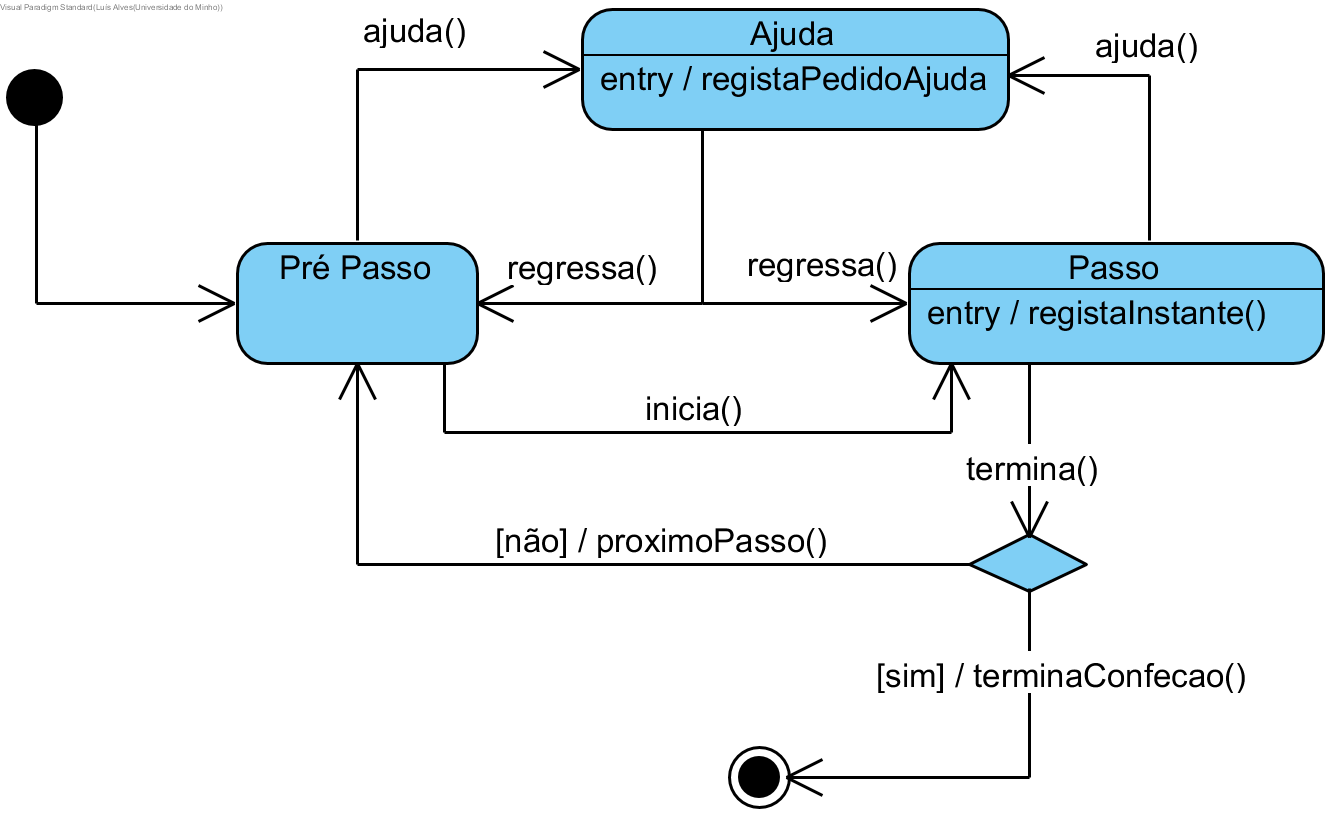 Visual Paradigm Standard(Luís Alves(Universidade do Minho))
ajuda()
Ajuda
entry / registaPedidoAjuda
ajuda()
Pré Passo
regressa()
regressa()
Passo
entry / registaInstante()
inicia()
termina()
[não] / proximoPasso()
[sim] / terminaConfecao()